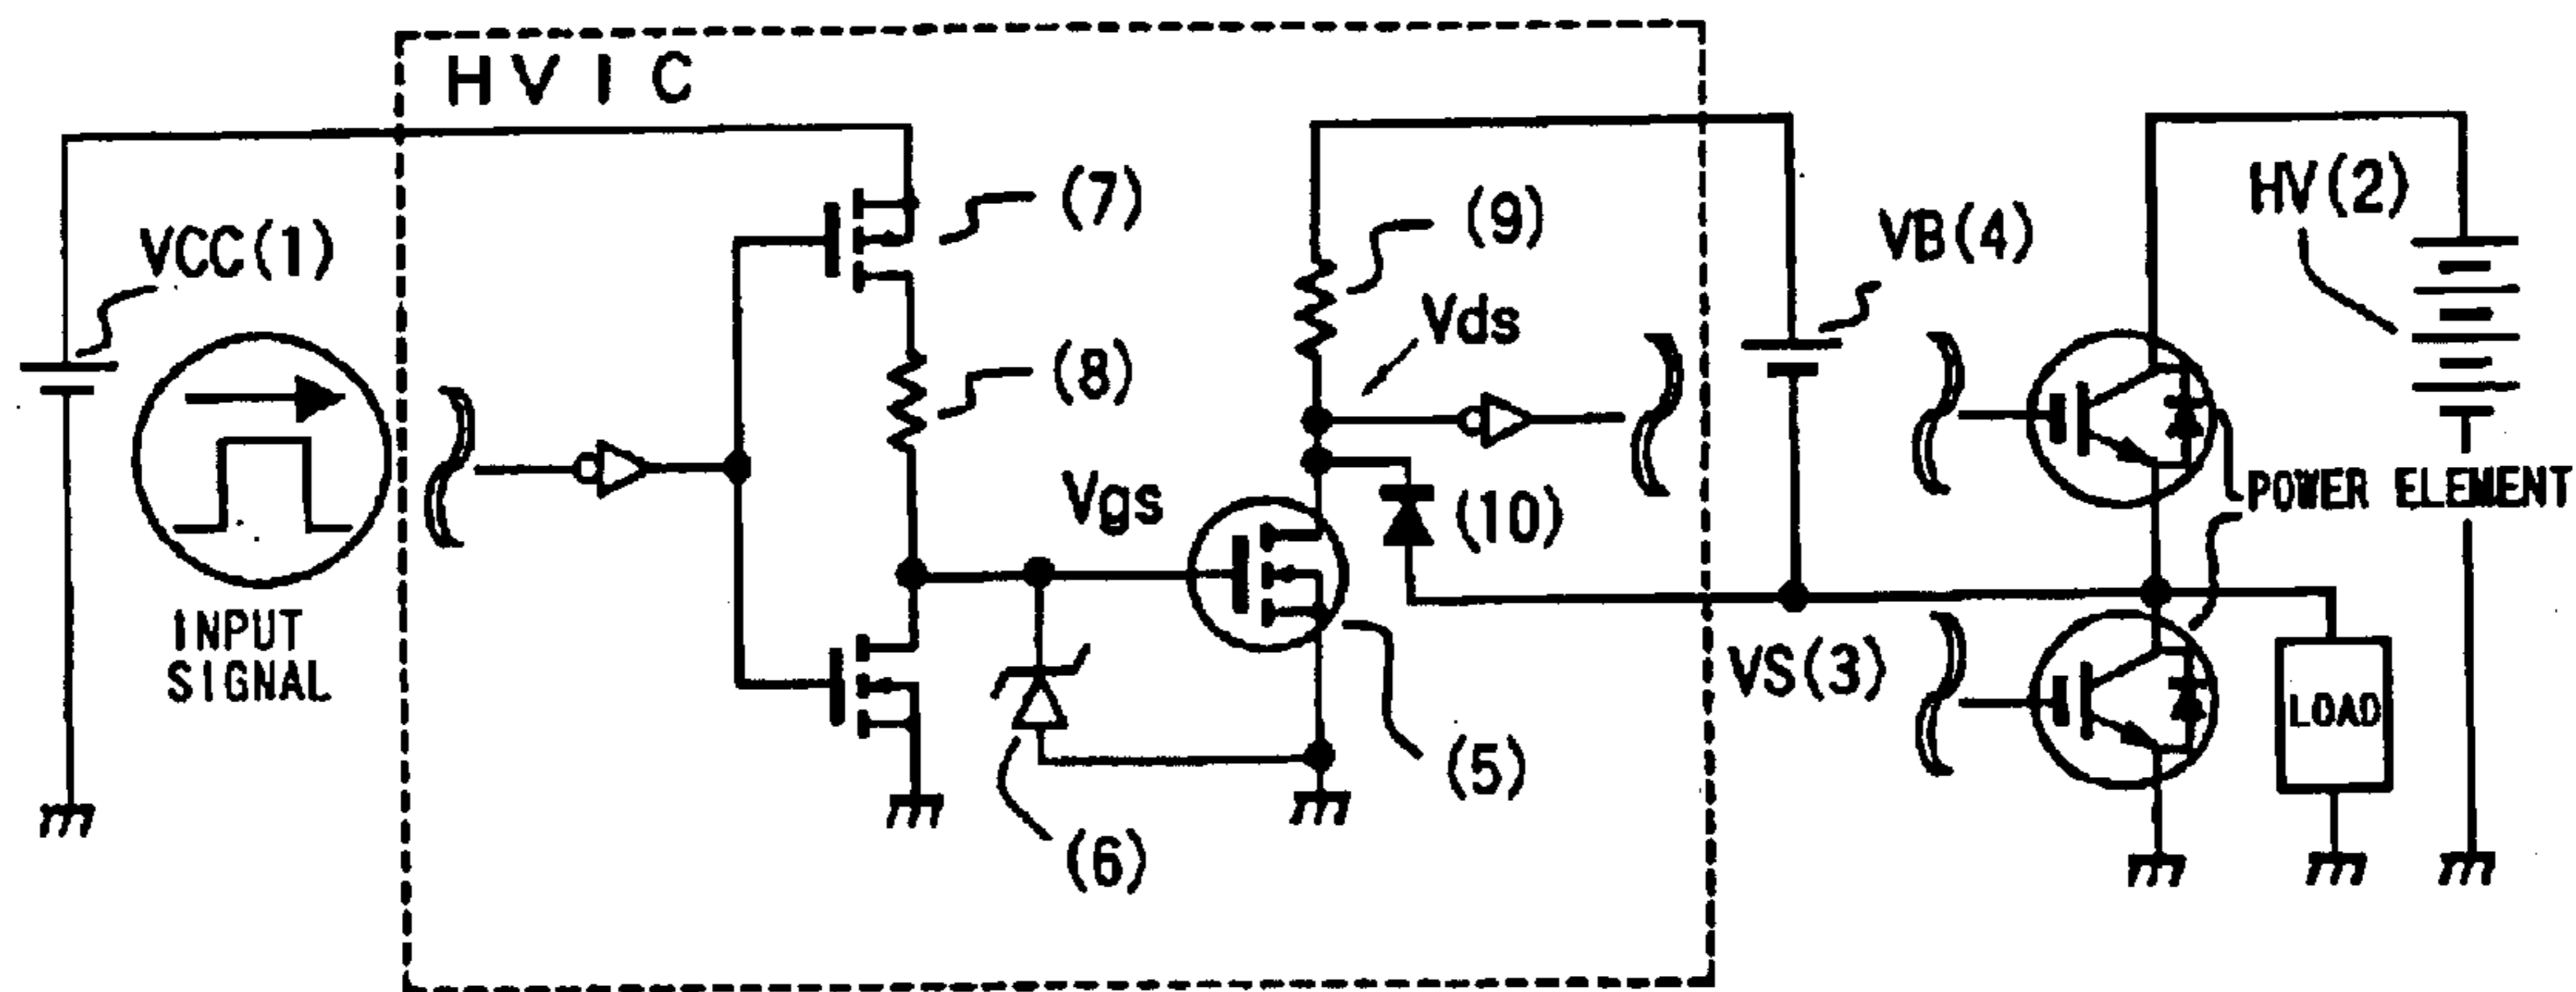 HVIC
(7)
VCC(1)
(9)
HV(2)
VB(4)
Vds
(8)
Vgs
(10)
POWER ELEMENT
INPUT
SIGNAL
VS(3)
LOAD
(5)
(6)